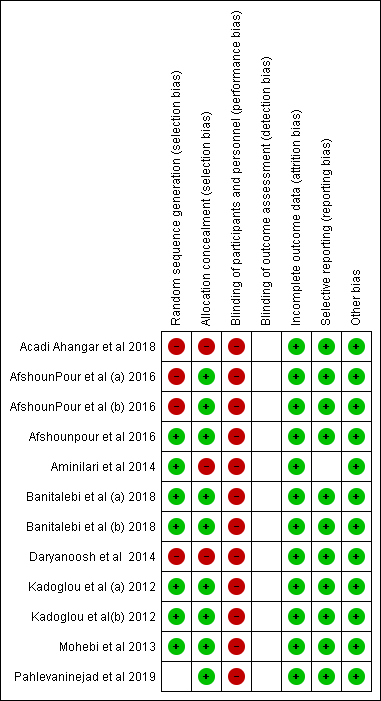 Random sequence generation (selection bias)
Allocation concealment (selection bias)
Blinding of participants and personnel (performance bias)
Blinding of outcome assessment (detection bias)
Incomplete outcome data (attrition bias)
Selective reporting (reporting bias)
Other bias
Acadi Ahangar et al 2018 - - - + + +
AfshounPour et al (a) 2016 - + - + + +
AfshounPour et al (b) 2016 - + - + + +
Afshounpour et al 2016 + + - + + +
Aminilari et al 2014 + - - + +
Banitalebi et al (a) 2018 + + - + + +
Banitalebi et al (b) 2018 + + - + + +
Daryanoosh et al 2014 - - - + + +
Kadoglou et al (a) 2012 + + - + + +
Kadoglou et al(b) 2012 + + - + + +
Mohebi et al 2013 + + - + + +
Pahlevaninejad et al 2019 + - + + +